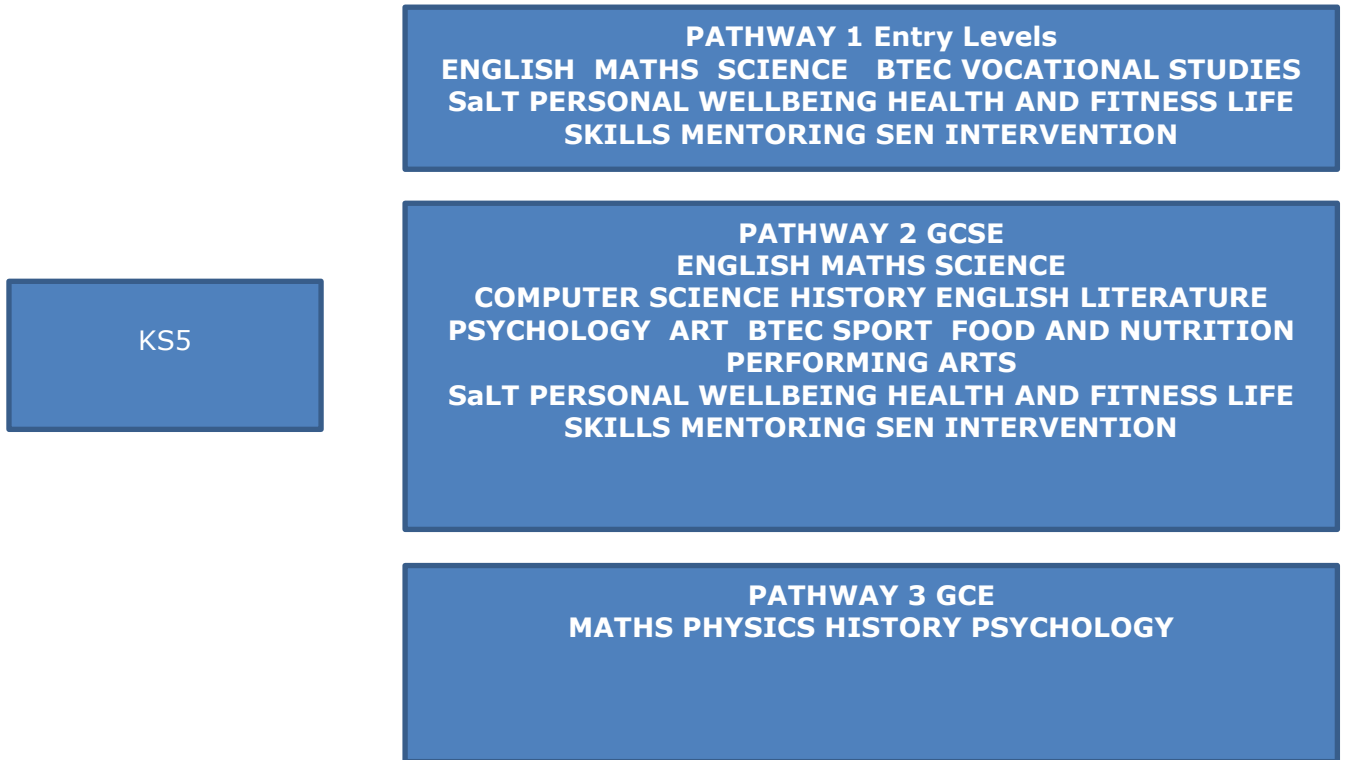 PATHWAY 1 Entry Levels
ENGLISH  MATHS  SCIENCE   BTEC VOCATIONAL STUDIES
SaLT PERSONAL WELLBEING HEALTH AND FITNESS LIFE
SKILLS MENTORING SEN INTERVENTION
KS5
PATHWAY 2 GCSE
ENGLISH MATHS SCIENCE
COMPUTER SCIENCE HISTORY ENGLISH LITERATURE
PSYCHOLOGY  ART  BTEC SPORT  FOOD AND NUTRITION
PERFORMING ARTS
SaLT PERSONAL WELLBEING HEALTH AND FITNESS LIFE
SKILLS MENTORING SEN INTERVENTION
PATHWAY 3 GCE
MATHS PHYSICS HISTORY PSYCHOLOGY